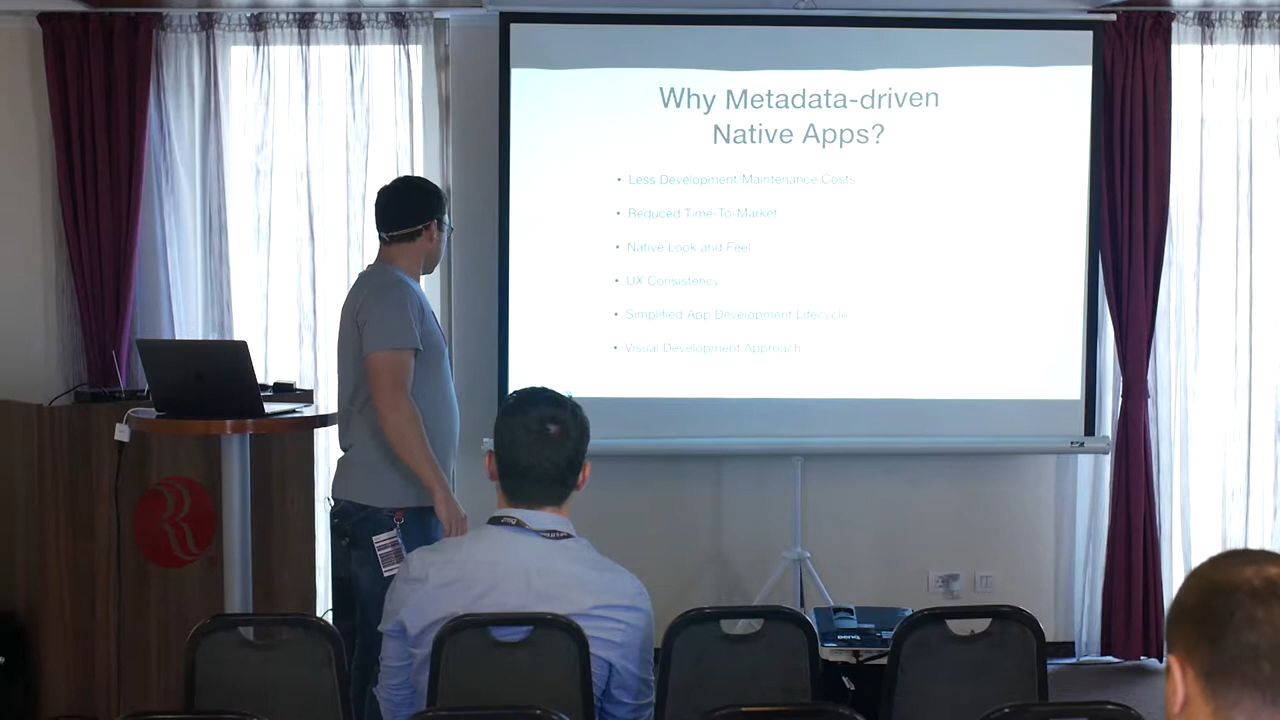 Why Metadata-driven
Native Apps?
• Less Development/Maintenance Costs
• Reduced Time-To-Market
• Native Look and Feel
• UX Consistency
• Simplified App Development Lifecycle
• Visual Development Approach
BenQ